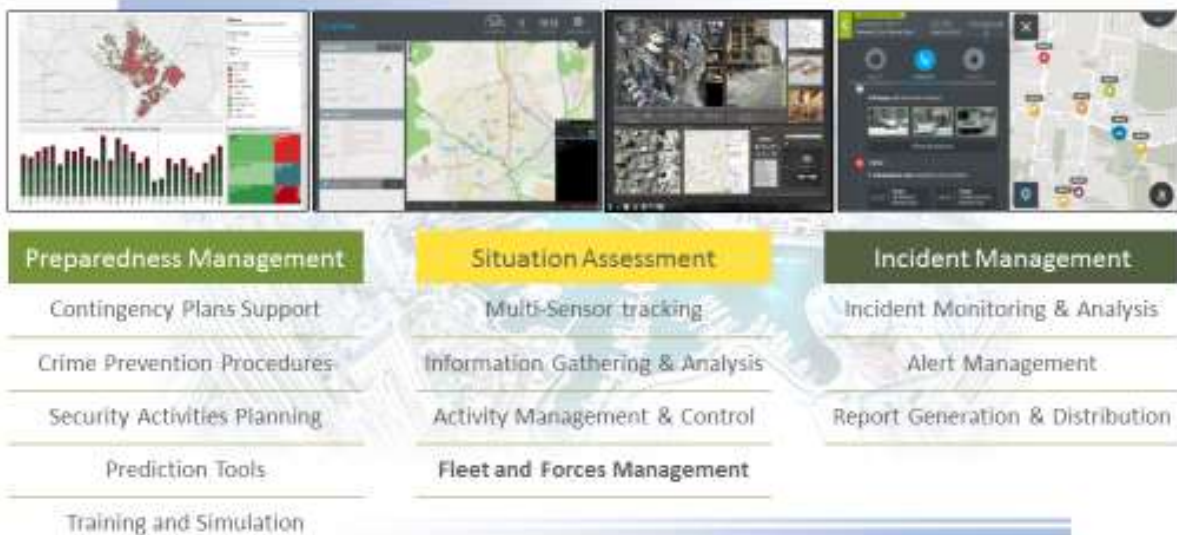 Preparedness Management
Contingency Plans Support
Crime Prevention Procedures
Security Activities Planning
Prediction Tools
Training and Simulation
Situation Assessment
Multi-Sensor tracking
Information Gathering & Analysis
Activity Management & Control
Fleet and Forces Management
Incident Management
Incident Monitoring & Analysis
Alert Management
Report Generation & Distribution